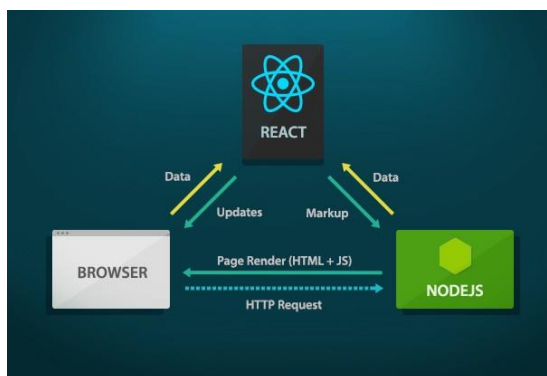 REACT
Data
Data
Updates
Markup
BROWSER
Page Render (HTML + JS)
HTTP Request
NODEJS